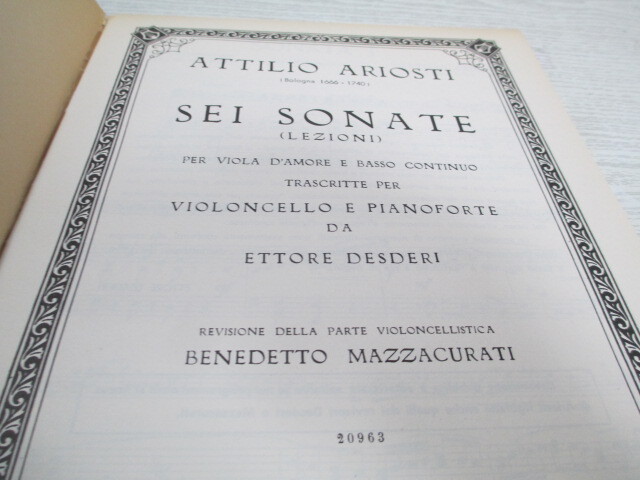 ATTILIO ARIOSTI
(Bologna 1666 - 1740)
SEI SONATE
(LEZIONI)
PER VIOLA D'AMORE E BASSO CONTINUO
TRASCRITTE PER
VIOLONCELLO E PIANOFORTE
DA
ETTORE DESDERI
REVISIONE DELLA PARTE VIOLONCELLISTICA
BENEDETTO MAZZACURATI
20963